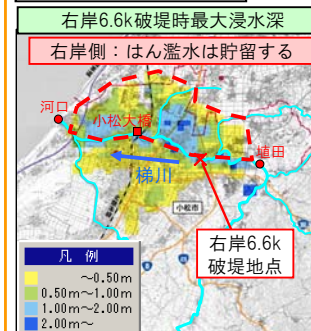 右岸6.6k破堤時最大浸水深
右岸側：はん濫水は貯留する
河口
小松大橋
植田
梯川
小松市
右岸6.6k
破堤地点
凡 例
～0.50m
0.50m～1.00m
1.00m～2.00m
2.00m～